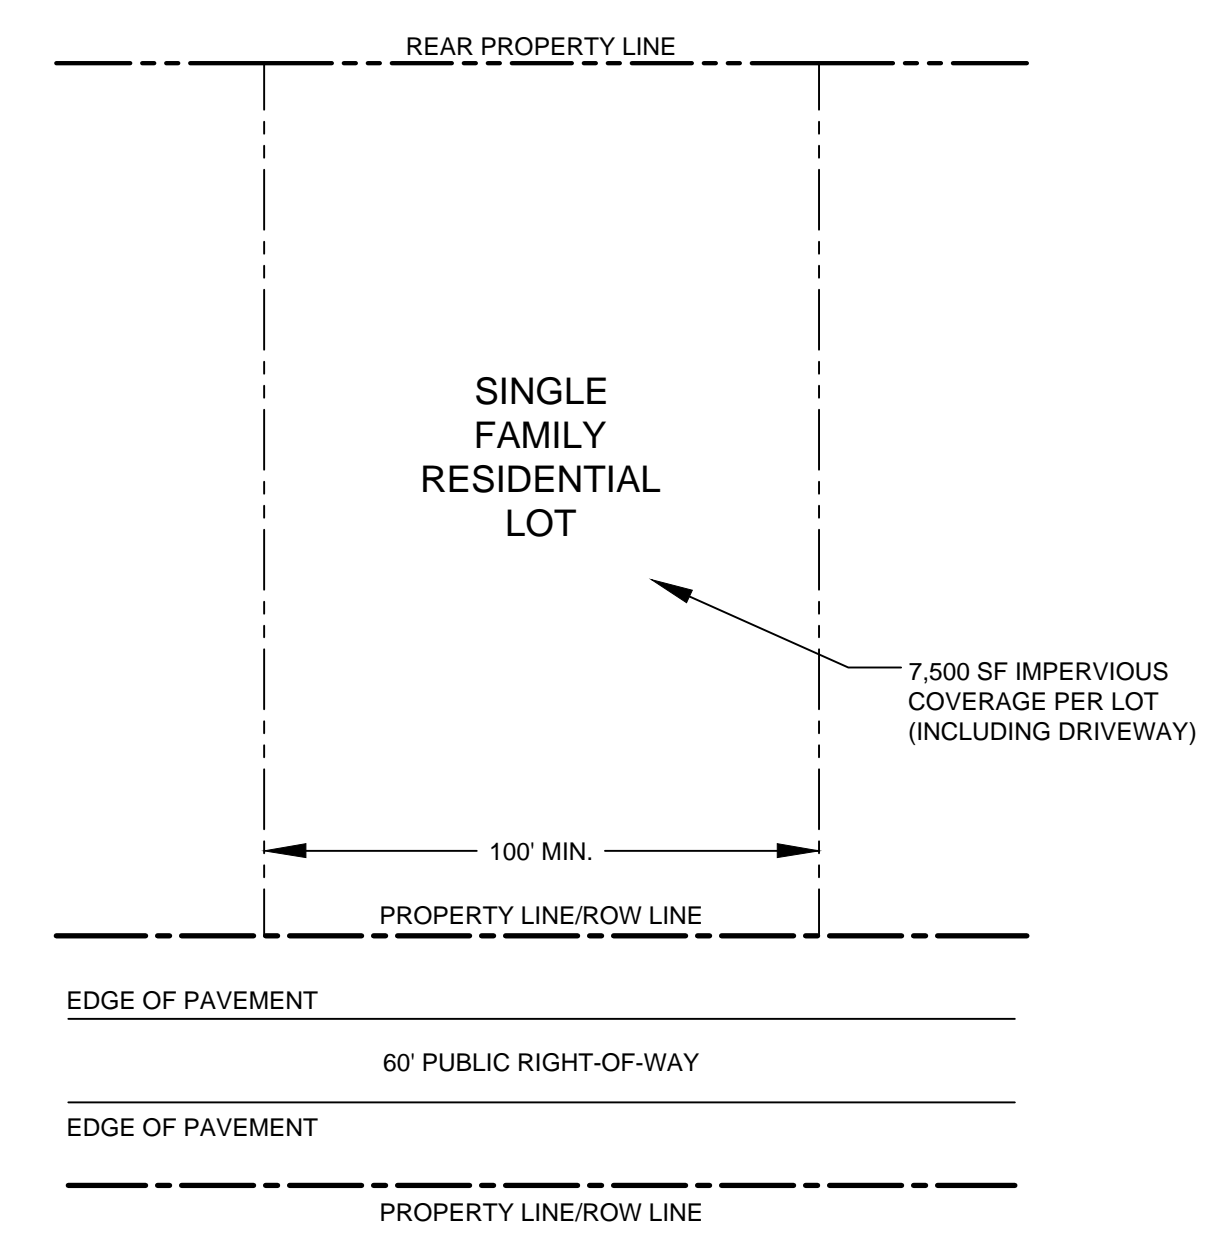 REAR PROPERTY LINE
SINGLE
FAMILY
RESIDENTIAL
LOT
7,500 SF IMPERVIOUS
COVERAGE PER LOT
(INCLUDING DRIVEWAY)
100' MIN.
PROPERTY LINE/ROW LINE
EDGE OF PAVEMENT
60' PUBLIC RIGHT-OF-WAY
EDGE OF PAVEMENT
PROPERTY LINE/ROW LINE